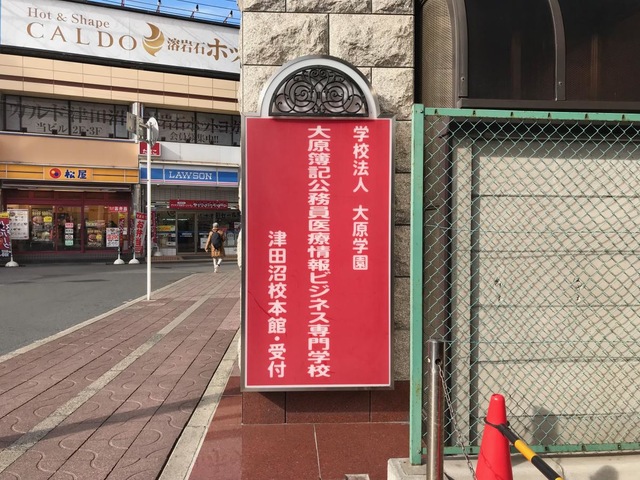 Hot & Shape
CALDO 溶岩石ホッ
松屋
LAWSON
学校法人 大原学園
大原簿記公務員医療情報ビジネス専門学校
津田沼校本館・受付